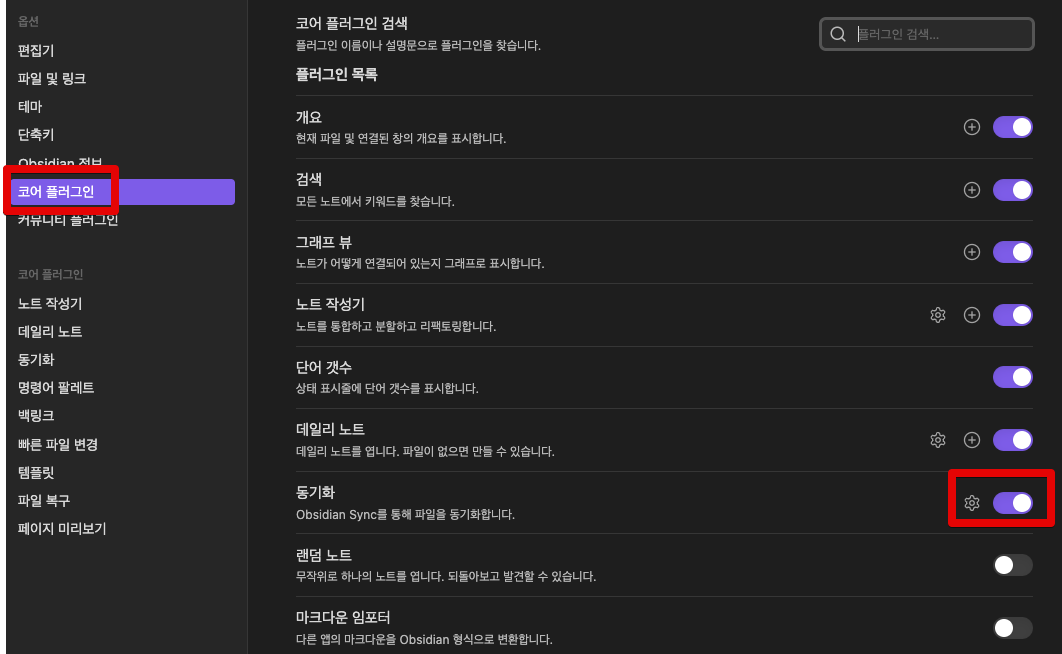 옵션
편집기
파일 및 링크
테마
단축키
Obsidian 정보
코어 플러그인
커뮤니티 플러그인
코어 플러그인
노트 작성기
데일리 노트
동기화
명령어 팔레트
백링크
빠른 파일 변경
템플릿
파일 복구
페이지 미리보기
코어 플러그인 검색
플러그인 이름이나 설명문으로 플러그인을 찾습니다.
플러그인 검색...
플러그인 목록
개요
현재 파일 및 연결된 창의 개요를 표시합니다.
검색
모든 노트에서 키워드를 찾습니다.
그래프 뷰
노트가 어떻게 연결되어 있는지 그래프로 표시합니다.
노트 작성기
노트를 통합하고 분할하고 리팩토링합니다.
단어 갯수
상태 표시줄에 단어 갯수를 표시합니다.
데일리 노트
데일리 노트를 엽니다. 파일이 없으면 만들 수 있습니다.
동기화
Obsidian Sync를 통해 파일을 동기화합니다.
랜덤 노트
무작위로 하나의 노트를 엽니다. 되돌아보고 발견할 수 있습니다.
마크다운 임포터
다른 앱의 마크다운을 Obsidian 형식으로 변환합니다.